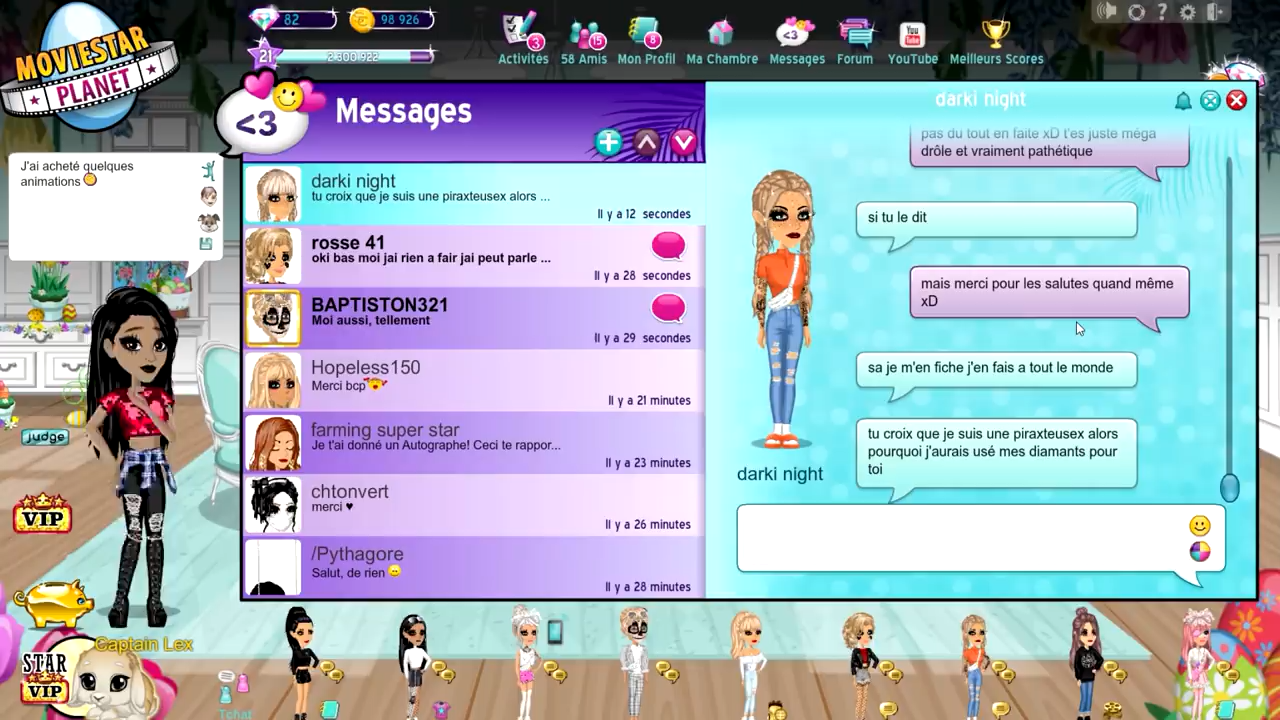 MOVIESTAR
PLANET
82
98 926
21
2 300 922
3
15
8
<3
You
Tube
Activités
58 Amis
Mon Profil
Ma Chambre
Messages
Forum
YouTube
Meilleurs Scores
?
J'ai acheté quelques
animations
<3
Messages
darki night
tu croix que je suis une piraxteusex alors ...
Il y a 12 secondes
rosse 41
oki bas moi jai rien a fair jai peut parle ...
Il y a 28 secondes
BAPTISTON321
Moi aussi, tellement
Il y a 29 secondes
Hopeless150
Merci bcp
Il y a 21 minutes
farming super star
Je t'ai donné un Autographe! Ceci te rappor...
Il y a 23 minutes
chtonvert
merci ♥
Il y a 26 minutes
/Pythagore
Salut, de rien
Il y a 28 minutes
darki night
pas du tout en faite xD t'es juste méga
drôle et vraiment pathétique
si tu le dit
mais merci pour les salutes quand même
xD
sa je m'en fiche j'en fais a tout le monde
tu croix que je suis une piraxteusex alors
pourquoi j'aurais usé mes diamants pour
toi
darki night
judge
VIP
Captain Lex
STAR
VIP
Tchat